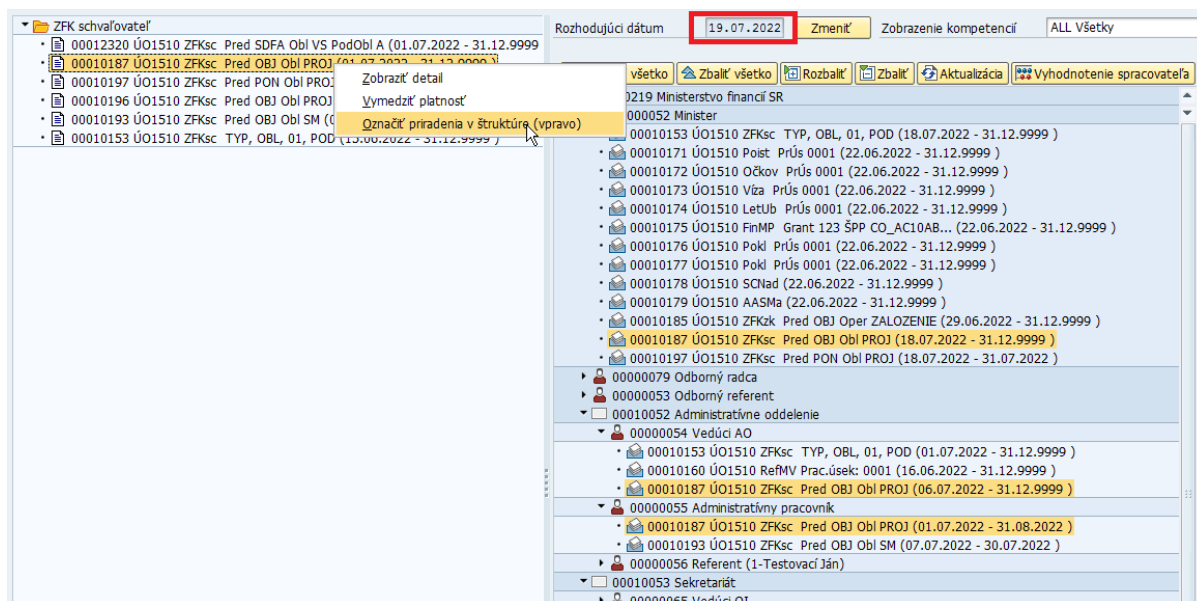 ZFK schvaľovateľ
00012320 ÚO1510 ZFKsc Pred SDFA Obl VS PodObl A (01.07.2022 - 31.12.9999
00010187 ÚO1510 ZFKsc Pred OBJ Obl PROJ (01.07.2022 - 31.12.9999 )
00010197 ÚO1510 ZFKsc Pred PON Obl PROJ
00010196 ÚO1510 ZFKsc Pred OBJ Obl PROJ
00010193 ÚO1510 ZFKsc Pred OBJ Obl SM (0
00010153 ÚO1510 ZFKsc TYP, OBL, 01, POD (15.06.2022 - 31.12.9999 )
Zobraziť detail
Vymedziť platnosť
Označiť priradenia v štruktúre (vpravo)
Rozhodujúci dátum 19.07.2022 Zmeniť Zobrazenie kompetencií ALL Všetky
všetko Zbaliť všetko Rozbaliť Zbaliť Aktualizácia Vyhodnotenie spracovateľa
0219 Ministerstvo financií SR
000052 Minister
00010153 ÚO1510 ZFKsc TYP, OBL, 01, POD (18.07.2022 - 31.12.9999 )
00010171 ÚO1510 Poist PrÚs 0001 (22.06.2022 - 31.12.9999 )
00010172 ÚO1510 Očkov PrÚs 0001 (22.06.2022 - 31.12.9999 )
00010173 ÚO1510 Víza PrÚs 0001 (22.06.2022 - 31.12.9999 )
00010174 ÚO1510 LetUb PrÚs 0001 (22.06.2022 - 31.12.9999 )
00010175 ÚO1510 FinMP Grant 123 ŠPP CO_AC10AB... (22.06.2022 - 31.12.9999 )
00010176 ÚO1510 Pokl PrÚs 0001 (22.06.2022 - 31.12.9999 )
00010177 ÚO1510 Pokl PrÚs 0001 (22.06.2022 - 31.12.9999 )
00010178 ÚO1510 SCNad (22.06.2022 - 31.12.9999 )
00010179 ÚO1510 AASMa (22.06.2022 - 31.12.9999 )
00010185 ÚO1510 ZFKzk Pred OBJ Oper ZALOZENIE (29.06.2022 - 31.12.9999 )
00010187 ÚO1510 ZFKsc Pred OBJ Obl PROJ (18.07.2022 - 31.12.9999 )
00010197 ÚO1510 ZFKsc Pred PON Obl PROJ (18.07.2022 - 31.07.2022 )
00000079 Odborný radca
00000053 Odborný referent
00010052 Administratívne oddelenie
00000054 Vedúci AO
00010153 ÚO1510 ZFKsc TYP, OBL, 01, POD (01.07.2022 - 31.12.9999 )
00010160 ÚO1510 RefMV Prac.úsek: 0001 (16.06.2022 - 31.12.9999 )
00010187 ÚO1510 ZFKsc Pred OBJ Obl PROJ (06.07.2022 - 31.12.9999 )
00000055 Administratívny pracovník
00010187 ÚO1510 ZFKsc Pred OBJ Obl PROJ (01.07.2022 - 31.08.2022 )
00010193 ÚO1510 ZFKsc Pred OBJ Obl SM (07.07.2022 - 30.07.2022 )
00000056 Referent (1-Testovací Ján)
00010053 Sekretariát
00000065 Vedúci OI